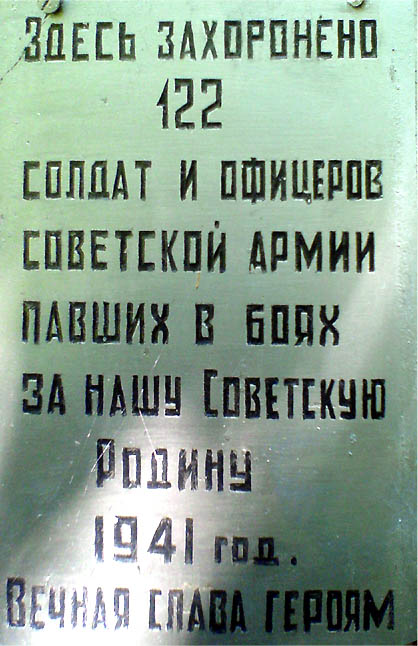 ЗДЕСЬ ЗАХОРОНЕНО
122
СОЛДАТ И ОФИЦЕРОВ
СОВЕТСКОЙ АРМИИ
ПАВШИХ В БОЯХ
ЗА НАШУ СОВЕТСКУЮ
РОДИНУ
1941 ГОД.
ВЕЧНАЯ СЛАВА ГЕРОЯМ